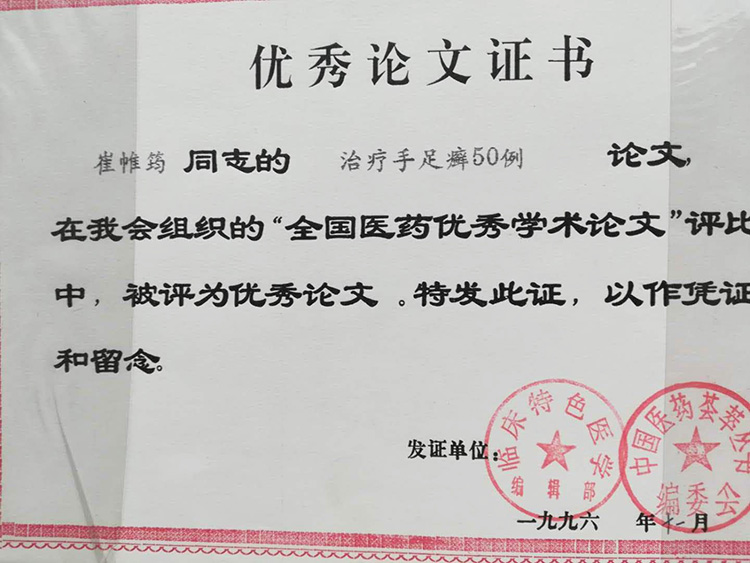 优秀论文证书
崔帷筠 同志的 治疗手足癣50例 论文,
在我会组织的“全国医药优秀学术论文”评比
中，被评为优秀论文。特发此证，以作凭证
和留念。
临床特色医学
编辑部
中国医药荟萃丛书
编委会
发证单位：
一九九六 年十一月